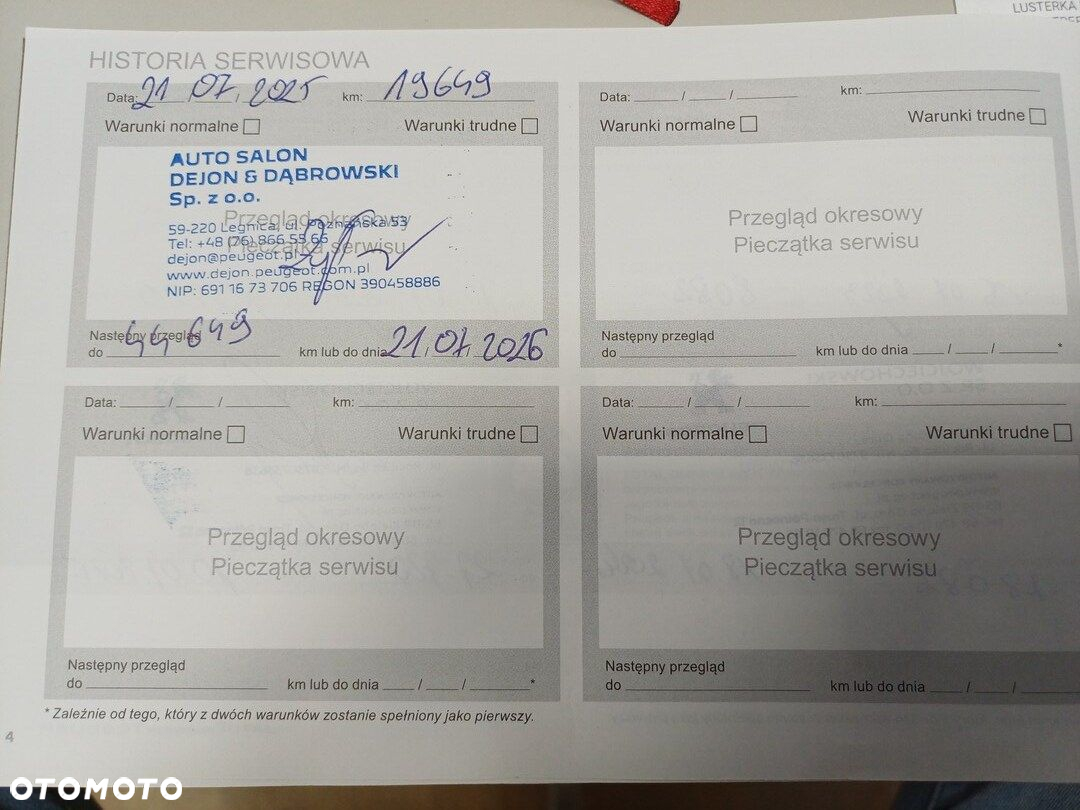 LUSTERKA
HISTORIA SERWISOWA
Data: 21 / 07 / 2025 km: 19649
Warunki normalne Warunki trudne
AUTO SALON
DEJON & DĄBROWSKI
Sp. z o.o.
Przegląd okresowy
59-220 Legnica, ul. Poznańska 53
Pieczątka serwisu
Tel: +48 (76) 866 55 66
dejon@peugeot.pl
www.dejon.peugeot.com.pl
NIP: 691 16 73 706 REGON 390458886
Następny przegląd
do 44649 km lub do dnia 21 / 07 / 2026
Data: / / km:
Warunki normalne Warunki trudne
Przegląd okresowy
Pieczątka serwisu
Następny przegląd
do km lub do dnia / / *
Data: / / km:
Warunki normalne Warunki trudne
Przegląd okresowy
Pieczątka serwisu
Następny przegląd
do km lub do dnia / / *
Data: / / km:
Warunki normalne Warunki trudne
Przegląd okresowy
Pieczątka serwisu
Następny przegląd
do km lub do dnia / /
* Zależnie od tego, który z dwóch warunków zostanie spełniony jako pierwszy.
4
OTOMOTO